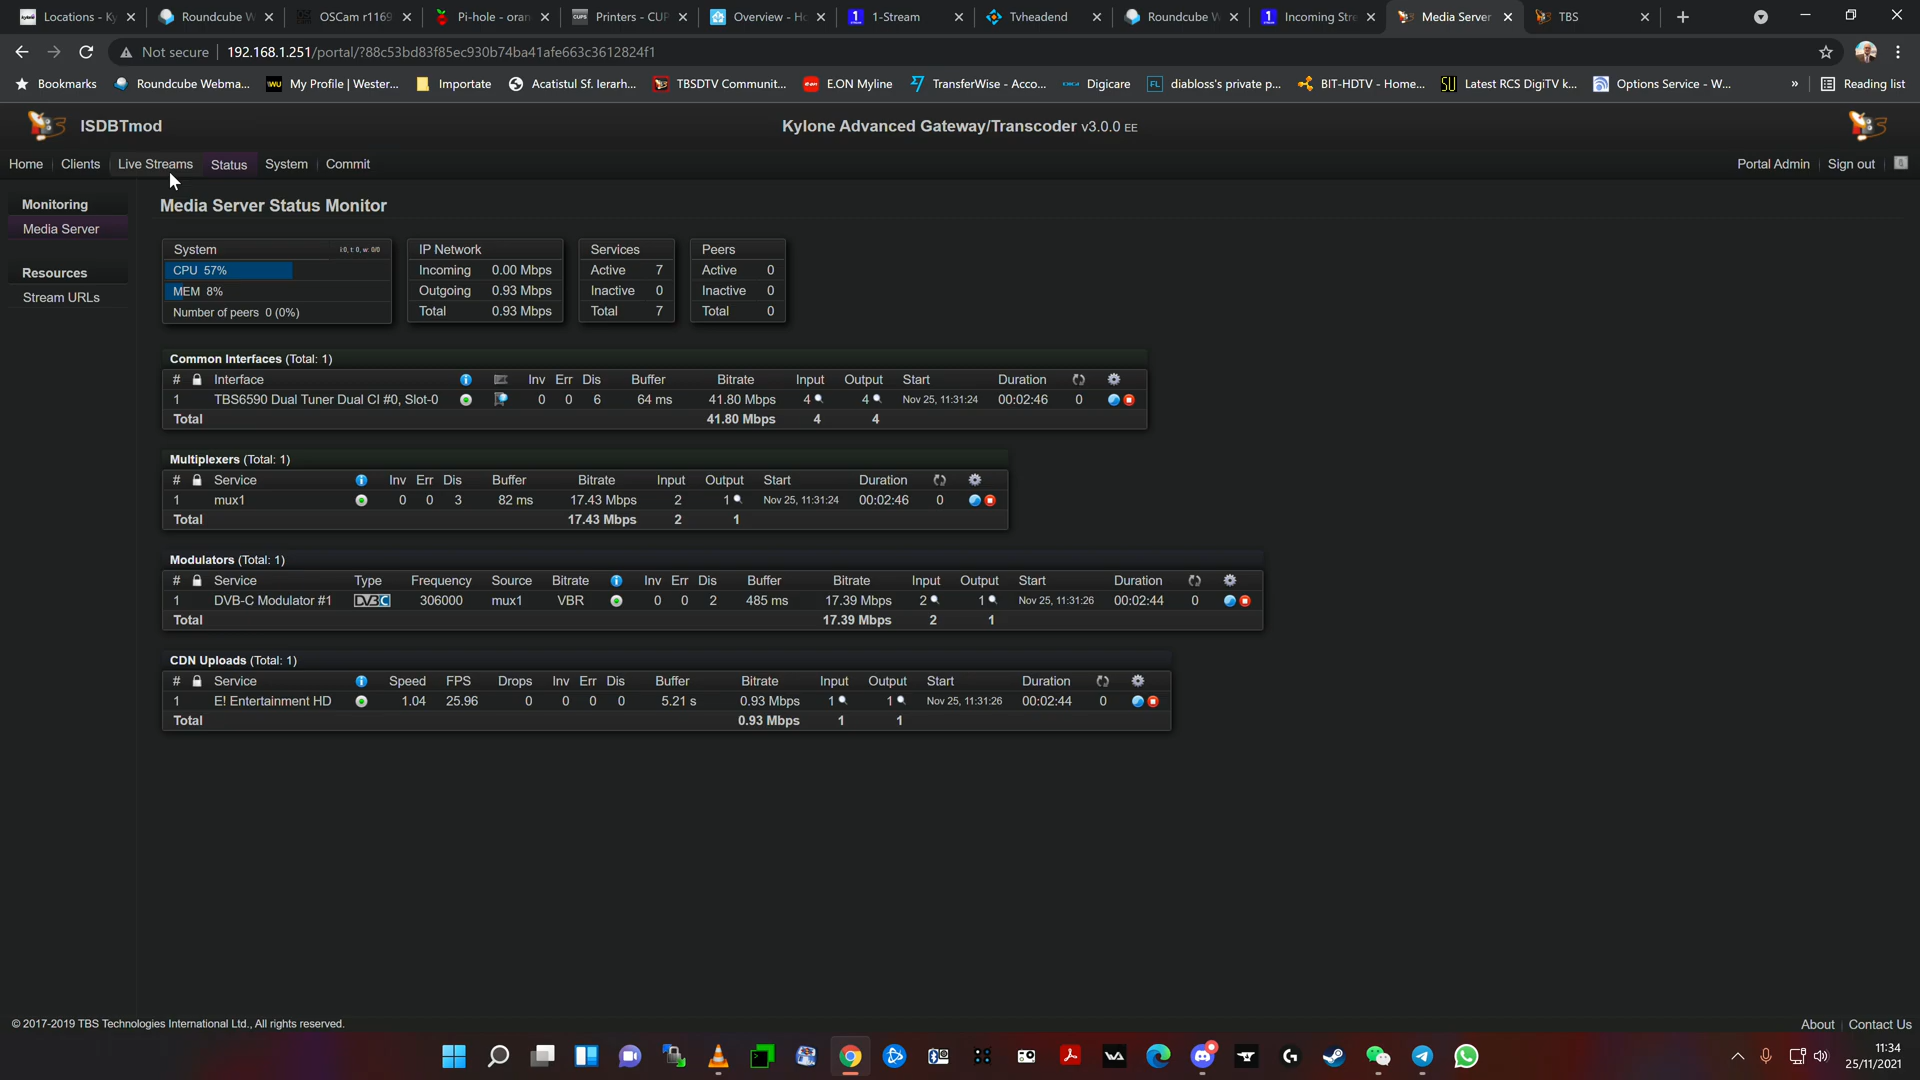 Locations - Ky
Roundcube W
OSCam r1169
Pi-hole - oran
CUPS Printers - CUP
Overview - Ho
1 1-Stream
Tvheadend
Roundcube W
1 Incoming Stre
Media Server
TBS
Not secure 192.168.1.251/portal/?88c53bd83f85ec930b74ba41afe663c3612824f1
Bookmarks Roundcube Webma... WU My Profile | Wester... Importate Acatistul Sf. Ierarh... TBSDTV Communit... e.on E.ON Myline TransferWise - Acco... Digicare FL diabloss's private p... BIT-HDTV - Home... SU Latest RCS DigiTV k... Options Service - W... » Reading list
ISDBTmod
Kylone Advanced Gateway/Transcoder v3.0.0 EE
Home Clients Live Streams Status System Commit
Portal Admin Sign out
Monitoring
Media Server
Resources
Stream URLs
Media Server Status Monitor
System i:0, t: 0, w: 0/0
CPU 57%
MEM 8%
Number of peers 0 (0%)
IP Network
Incoming 0.00 Mbps
Outgoing 0.93 Mbps
Total 0.93 Mbps
Services
Active 7
Inactive 0
Total 7
Peers
Active 0
Inactive 0
Total 0
Common Interfaces (Total: 1)
# Interface Inv Err Dis Buffer Bitrate Input Output Start Duration
1 TBS6590 Dual Tuner Dual CI #0, Slot-0 0 0 6 64 ms 41.80 Mbps 4 4 Nov 25, 11:31:24 00:02:46 0
Total 41.80 Mbps 4 4
Multiplexers (Total: 1)
# Service Inv Err Dis Buffer Bitrate Input Output Start Duration
1 mux1 0 0 3 82 ms 17.43 Mbps 2 1 Nov 25, 11:31:24 00:02:46 0
Total 17.43 Mbps 2 1
Modulators (Total: 1)
# Service Type Frequency Source Bitrate Inv Err Dis Buffer Bitrate Input Output Start Duration
1 DVB-C Modulator #1 DVBC 306000 mux1 VBR 0 0 2 485 ms 17.39 Mbps 2 1 Nov 25, 11:31:26 00:02:44 0
Total 17.39 Mbps 2 1
CDN Uploads (Total: 1)
# Service Speed FPS Drops Inv Err Dis Buffer Bitrate Input Output Start Duration
1 E! Entertainment HD 1.04 25.96 0 0 0 0 5.21 s 0.93 Mbps 1 1 Nov 25, 11:31:26 00:02:44 0
Total 0.93 Mbps 1 1
© 2017-2019 TBS Technologies International Ltd., All rights reserved.
About Contact Us
11:34
25/11/2021